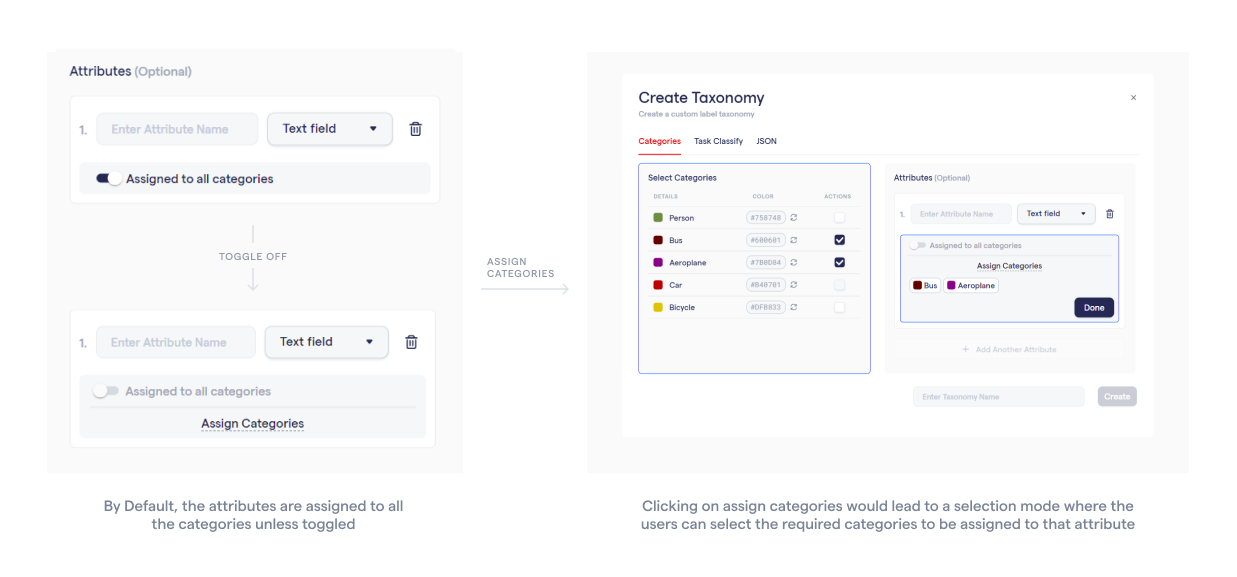 Attributes (Optional)
1.
Enter Attribute Name
Text field
Assigned to all categories
TOGGLE OFF
1.
Enter Attribute Name
Text field
Assigned to all categories
Assign Categories
By Default, the attributes are assigned to all
the categories unless toggled
ASSIGN
CATEGORIES
Create Taxonomy
×
Create a custom label taxonomy
Categories
Task Classify
JSON
Select Categories
DETAILS
COLOR
ACTIONS
Person
#758740
Bus
#600601
Aeroplane
#7B0D84
Car
#B40701
Bicycle
#DFB833
Attributes (Optional)
1.
Enter Attribute Name
Text field
Assigned to all categories
Assign Categories
Bus
Aeroplane
Done
+ Add Another Attribute
Enter Taxonomy Name
Create
Clicking on assign categories would lead to a selection mode where the
users can select the required categories to be assigned to that attribute